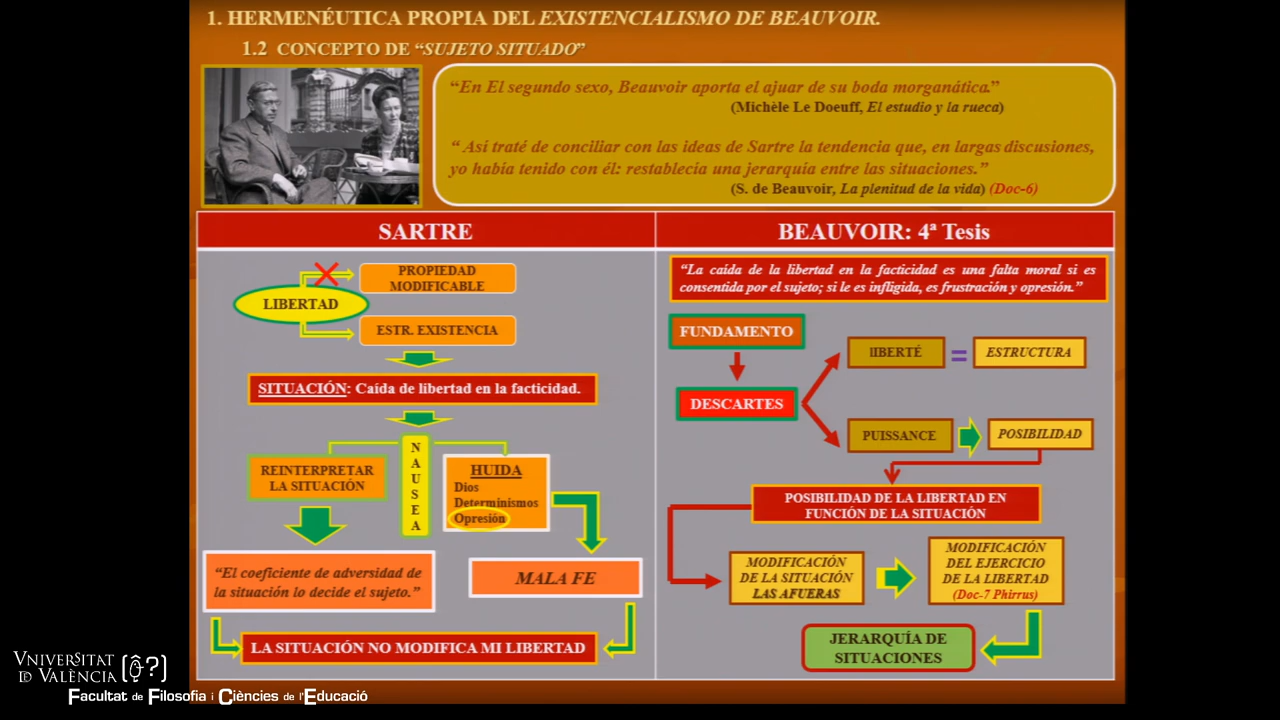 1. HERMENÉUTICA PROPIA DEL EXISTENCIALISMO DE BEAUVOIR.
1.2 CONCEPTO DE “SUJETO SITUADO”
“En El segundo sexo, Beauvoir aporta el ajuar de su boda morganática.”
(Michèle Le Doeuff, El estudio y la rueca)
“ Así traté de conciliar con las ideas de Sartre la tendencia que, en largas discusiones,
yo había tenido con él: restablecía una jerarquía entre las situaciones.”
(S. de Beauvoir, La plenitud de la vida) (Doc-6)
SARTRE
LIBERTAD
PROPIEDAD
MODIFICABLE
ESTR. EXISTENCIA
SITUACIÓN: Caída de libertad en la facticidad.
REINTERPRETAR
LA SITUACIÓN
N
A
U
S
E
A
HUIDA
Dios
Determinismos
Opresión
“El coeficiente de adversidad de
la situación lo decide el sujeto.”
MALA FE
LA SITUACIÓN NO MODIFICA MI LIBERTAD
BEAUVOIR: 4ª Tesis
“La caída de la libertad en la facticidad es una falta moral si es
consentida por el sujeto; si le es infligida, es frustración y opresión.”
FUNDAMENTO
DESCARTES
lIBERTÉ
=
ESTRUCTURA
PUISSANCE
POSIBILIDAD
POSIBILIDAD DE LA LIBERTAD EN
FUNCIÓN DE LA SITUACIÓN
MODIFICACIÓN
DE LA SITUACIÓN
LAS AFUERAS
MODIFICACIÓN
DEL EJERCICIO
DE LA LIBERTAD
(Doc-7 Phirrus)
JERARQUÍA DE
SITUACIONES
VNIVERSITAT
DE VALÈNCIA (ô?)
Facultat de Filosofia i Ciències de l'Educació